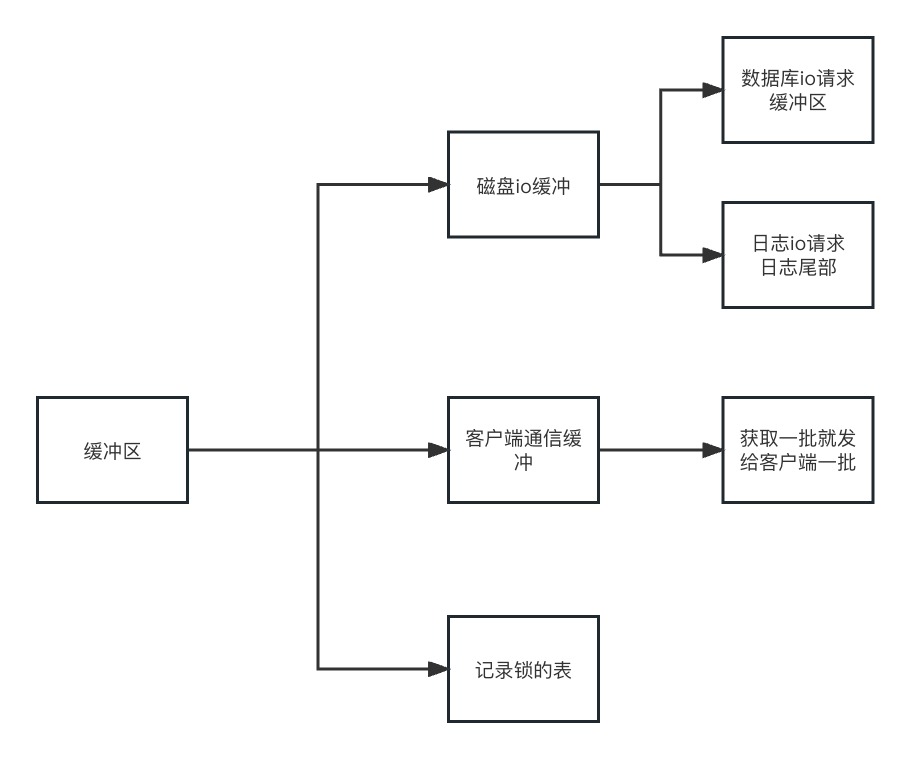 数据库io请求
缓冲区
磁盘io缓冲
日志io请求
日志尾部
缓冲区
客户端通信缓
冲
获取一批就发
给客户端一批
记录锁的表